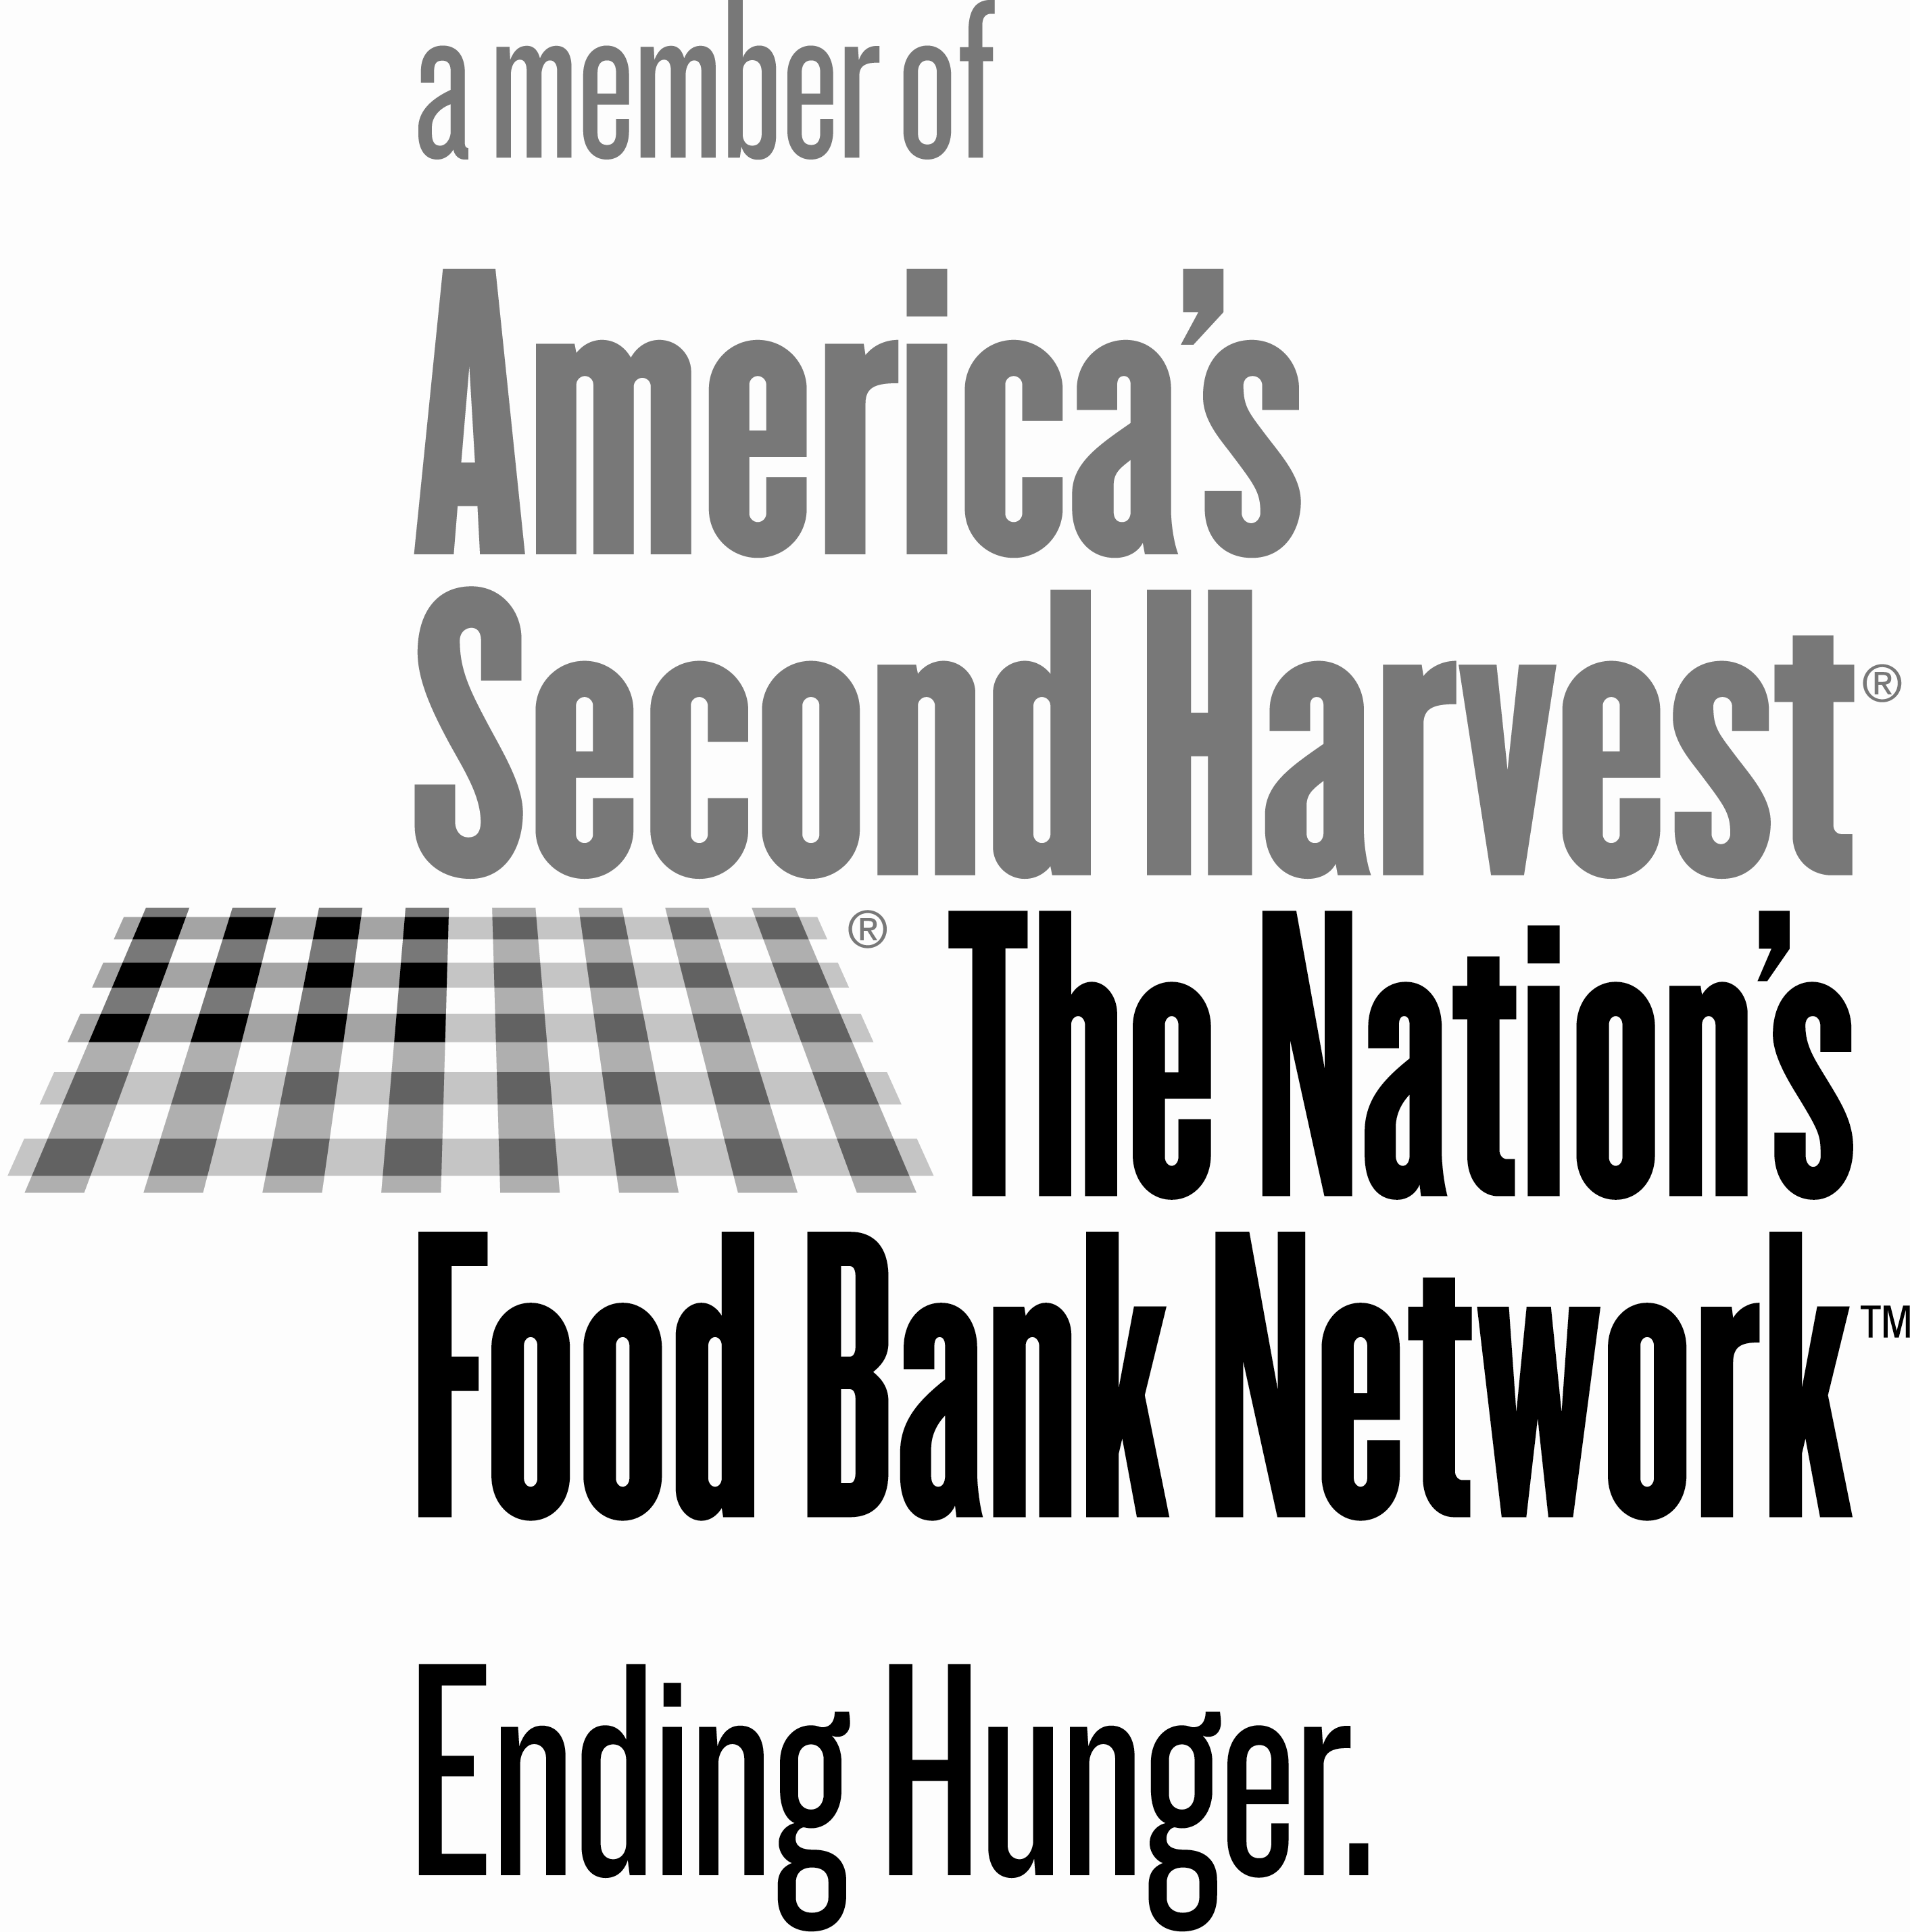 a member of
America’s
Second Harvest®
® The Nation’s
Food Bank Network™
Ending Hunger.